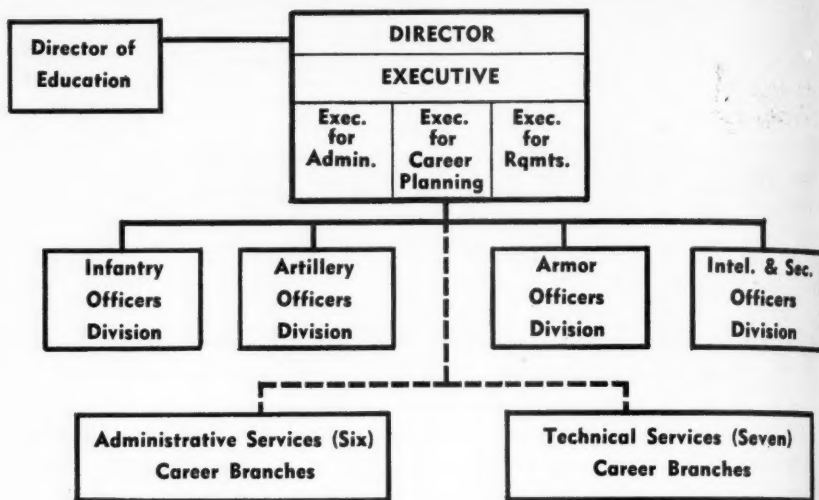 Director of
Education
DIRECTOR
EXECUTIVE
Exec.
for
Admin.
Exec.
for
Career
Planning
Exec.
for
Rqmts.
Infantry
Officers
Division
Artillery
Officers
Division
Armor
Officers
Division
Intel. & Sec.
Officers
Division
Administrative Services (Six)
Career Branches
Technical Services (Seven)
Career Branches